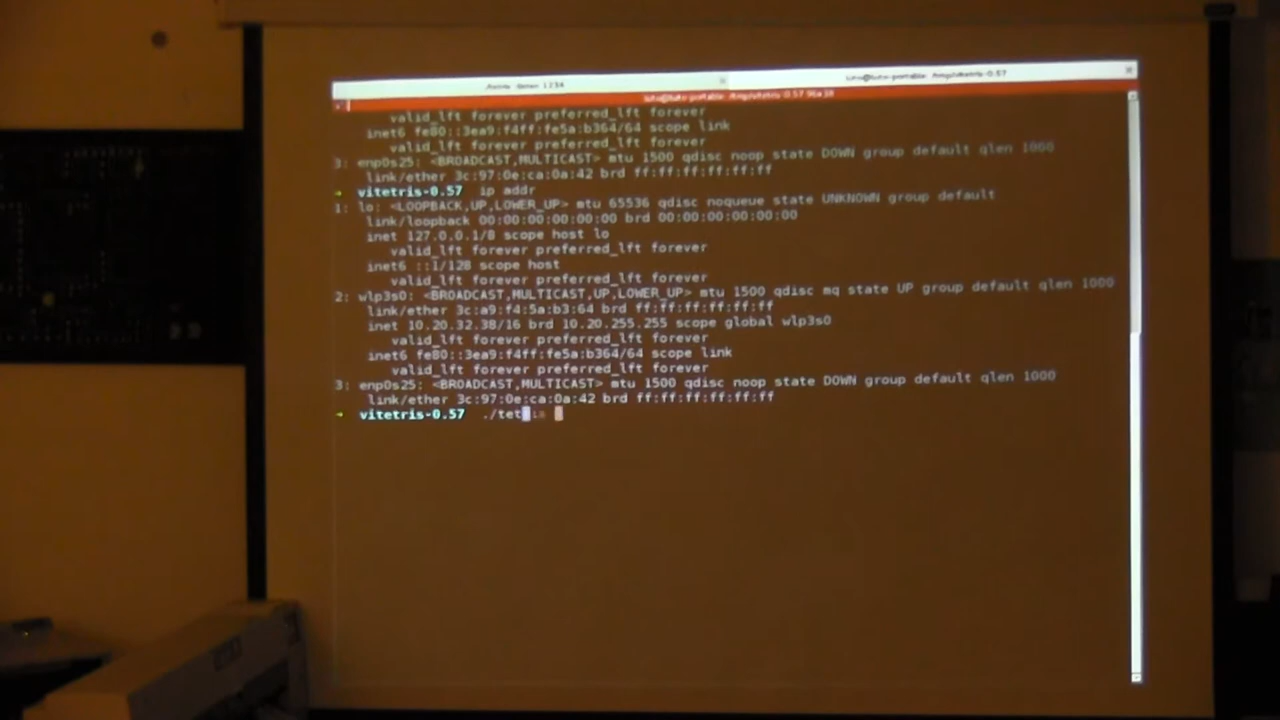 valid_lft forever preferred_lft forever
inet6 fe80::3ea9:f4ff:fe5a:b364/64 scope link
valid_lft forever preferred_lft forever
3: enp0s25: <BROADCAST,MULTICAST> mtu 1500 qdisc noop state DOWN group default qlen 1000
link/ether 3c:97:0e:ca:0a:42 brd ff:ff:ff:ff:ff:ff
vitetris-0.57 ip addr
1: lo: <LOOPBACK,UP,LOWER_UP> mtu 65536 qdisc noqueue state UNKNOWN group default
link/loopback 00:00:00:00:00:00 brd 00:00:00:00:00:00
inet 127.0.0.1/8 scope host lo
valid_lft forever preferred_lft forever
inet6 ::1/128 scope host
valid_lft forever preferred_lft forever
2: wlp3s0: <BROADCAST,MULTICAST,UP,LOWER_UP> mtu 1500 qdisc mq state UP group default qlen 1000
link/ether 3c:a9:f4:5a:b3:64 brd ff:ff:ff:ff:ff:ff
inet 10.20.32.38/16 brd 10.20.255.255 scope global wlp3s0
valid_lft forever preferred_lft forever
inet6 fe80::3ea9:f4ff:fe5a:b364/64 scope link
valid_lft forever preferred_lft forever
3: enp0s25: <BROADCAST,MULTICAST> mtu 1500 qdisc noop state DOWN group default qlen 1000
link/ether 3c:97:0e:ca:0a:42 brd ff:ff:ff:ff:ff:ff
vitetris-0.57 ./tet